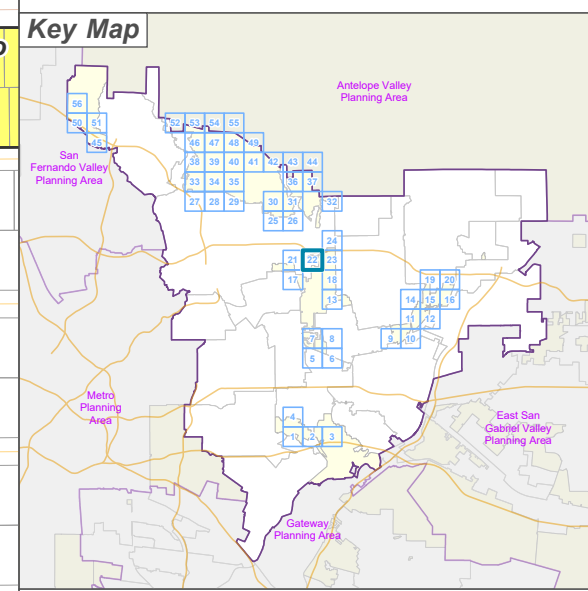 Key Map
Antelope Valley
Planning Area
56
50 51
45
52 53 54 55
46 47 48 49
38 39 40 41 42 43 44
33 34 35 36 37
27 28 29 30 31 32
25 26
San
Fernando Valley
Planning Area
24
21 22 23
17 18
13
19 20
14 15 16
11 12
9 10
7 8
5 6
Metro
Planning
Area
4
1 2 3
East San
Gabriel Valley
Planning Area
Gateway
Planning Area